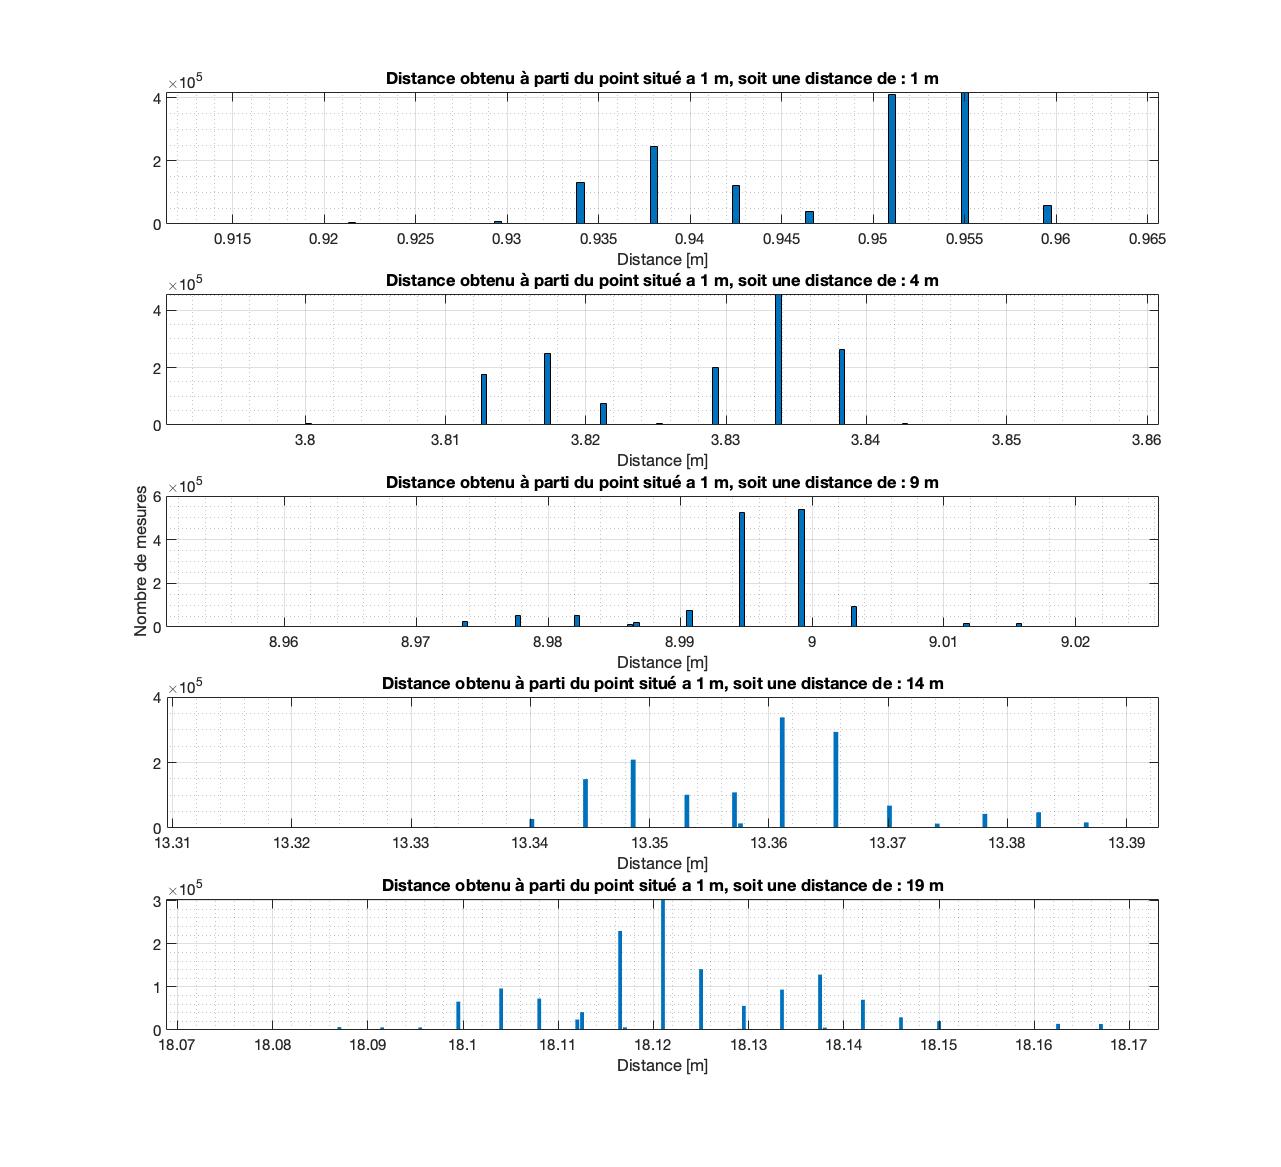 Distance obtenu à parti du point situé a 1 m, soit une distance de : 1 m
×10^5
4
2
0
0.915 0.92 0.925 0.93 0.935 0.94 0.945 0.95 0.955 0.96 0.965
Distance [m]
Distance obtenu à parti du point situé a 1 m, soit une distance de : 4 m
×10^5
4
2
0
3.8 3.81 3.82 3.83 3.84 3.85 3.86
Distance [m]
Distance obtenu à parti du point situé a 1 m, soit une distance de : 9 m
×10^5
6
4
2
0
Nombre de mesures
8.96 8.97 8.98 8.99 9 9.01 9.02
Distance [m]
Distance obtenu à parti du point situé a 1 m, soit une distance de : 14 m
×10^5
4
2
0
13.31 13.32 13.33 13.34 13.35 13.36 13.37 13.38 13.39
Distance [m]
Distance obtenu à parti du point situé a 1 m, soit une distance de : 19 m
×10^5
3
2
1
0
18.07 18.08 18.09 18.1 18.11 18.12 18.13 18.14 18.15 18.16 18.17
Distance [m]